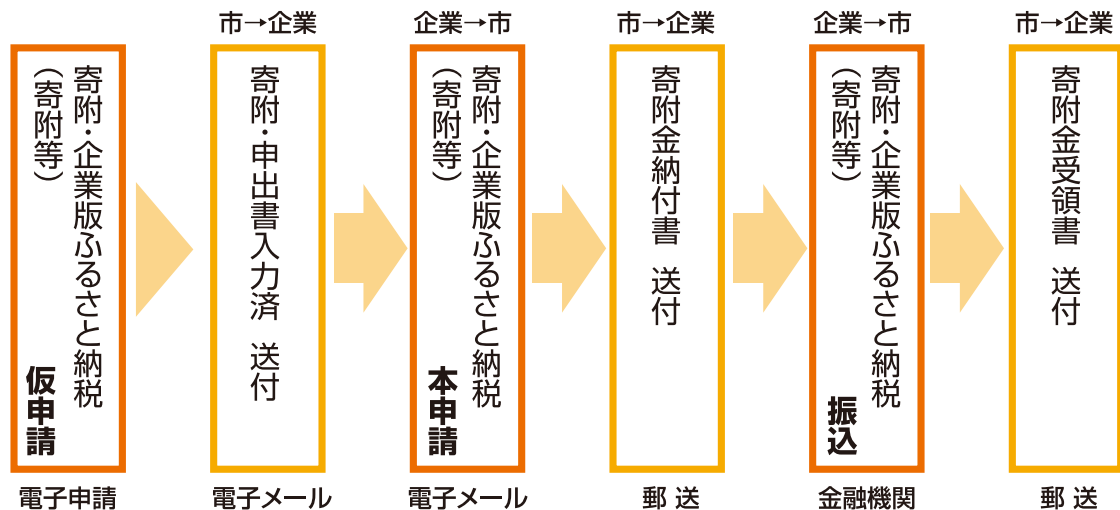 寄附・企業版ふるさと納税
（寄附等）
仮申請
電子申請
市→企業
寄附・申出書入力済　送付
電子メール
企業→市
寄附・企業版ふるさと納税
（寄附等）
本申請
電子メール
市→企業
寄附金納付書　送付
郵 送
企業→市
寄附・企業版ふるさと納税
（寄附等）
振込
金融機関
市→企業
寄附金受領書　送付
郵 送